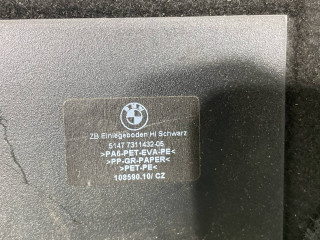 BMW
ZB Einlegeboden HI Schwarz
5147 7311432-05
>PA6-PET-EVA-PE<
>PP-GR-PAPER<
>PET-PE<
108590.10/ CZ